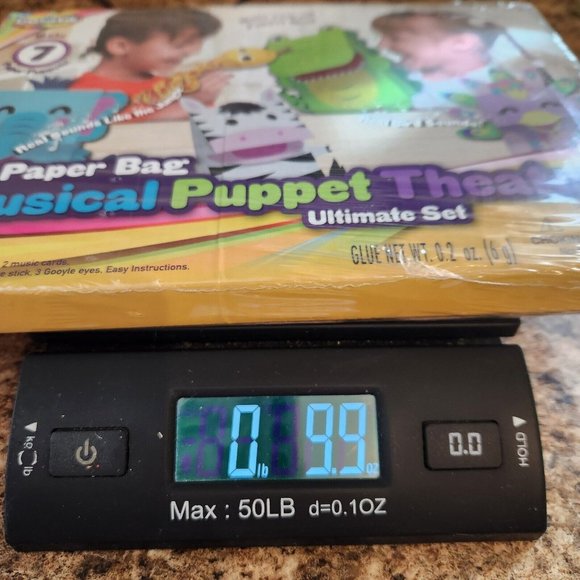 7
Real Sounds Like the
Paper Bag
usical Puppet Thea
Ultimate Set
GLUE NET WT. 0.2 oz. (6 g)
2 music cards,
e stick, 3 Googly eyes, Easy Instructions.
kg
lb
0 lb 9.9 oz
0.0
HOLD
Max : 50LB d=0.1OZ